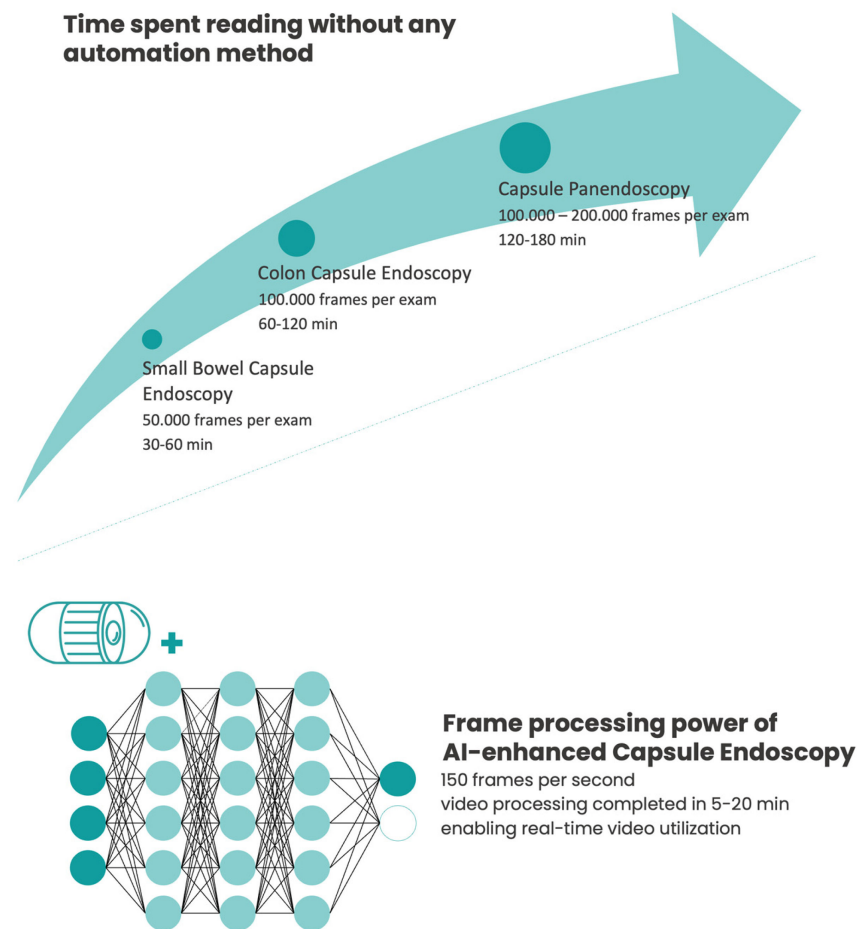 Time spent reading without any
automation method
Capsule Panendoscopy
100.000 – 200.000 frames per exam
120-180 min
Colon Capsule Endoscopy
100.000 frames per exam
60-120 min
Small Bowel Capsule
Endoscopy
50.000 frames per exam
30-60 min
Frame processing power of
AI-enhanced Capsule Endoscopy
150 frames per second
video processing completed in 5-20 min
enabling real-time video utilization